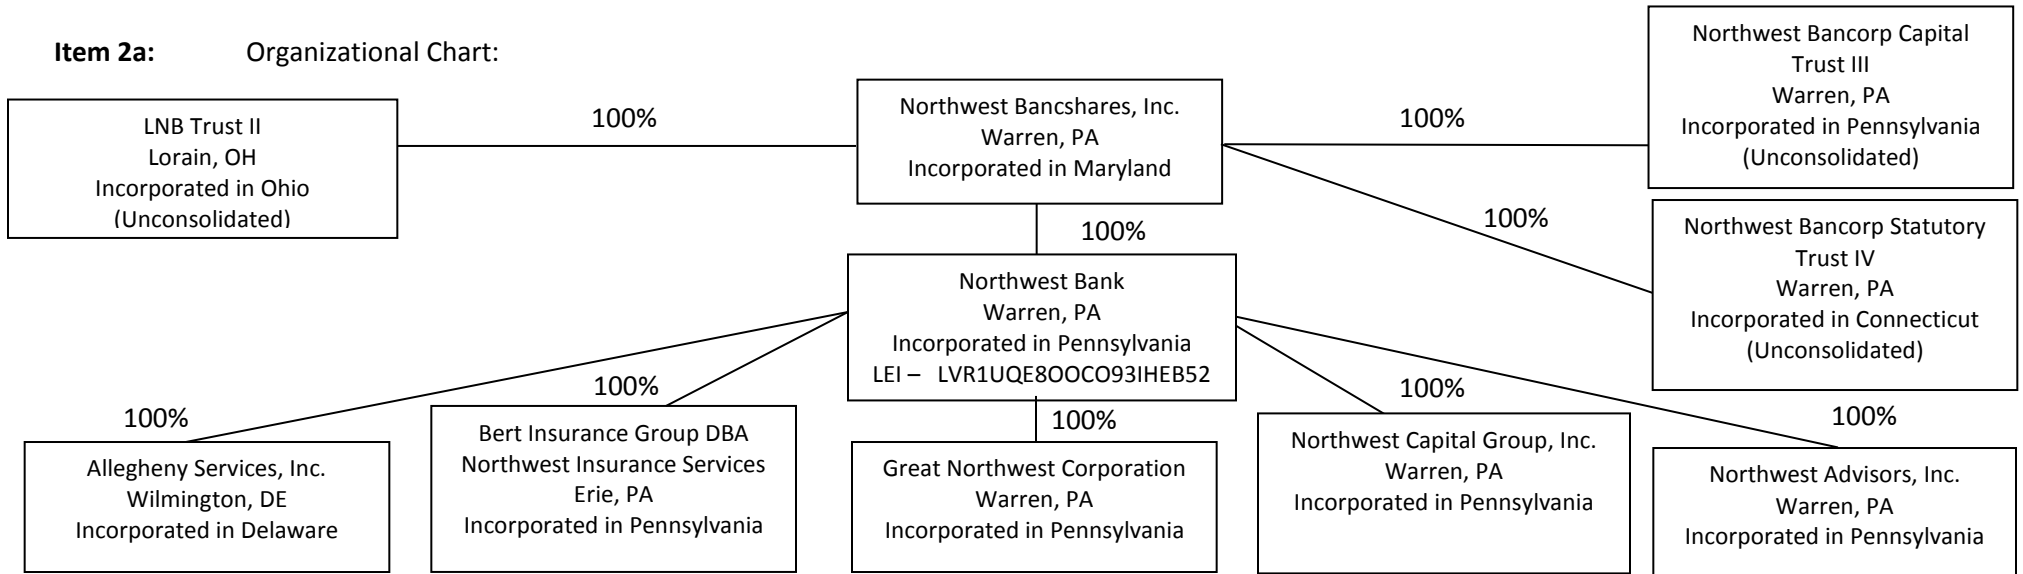 Item 2a: Organizational Chart:
LNB Trust II
Lorain, OH
Incorporated in Ohio
(Unconsolidated)
100%
Northwest Bancshares, Inc.
Warren, PA
Incorporated in Maryland
100%
Northwest Bancorp Capital
Trust III
Warren, PA
Incorporated in Pennsylvania
(Unconsolidated)
100%
Northwest Bancorp Statutory
Trust IV
Warren, PA
Incorporated in Connecticut
(Unconsolidated)
100%
Northwest Bank
Warren, PA
Incorporated in Pennsylvania
LEI – LVR1UQE8OOCO93IHEB52
100%
Allegheny Services, Inc.
Wilmington, DE
Incorporated in Delaware
100%
Bert Insurance Group DBA
Northwest Insurance Services
Erie, PA
Incorporated in Pennsylvania
100%
Great Northwest Corporation
Warren, PA
Incorporated in Pennsylvania
100%
Northwest Capital Group, Inc.
Warren, PA
Incorporated in Pennsylvania
100%
Northwest Advisors, Inc.
Warren, PA
Incorporated in Pennsylvania